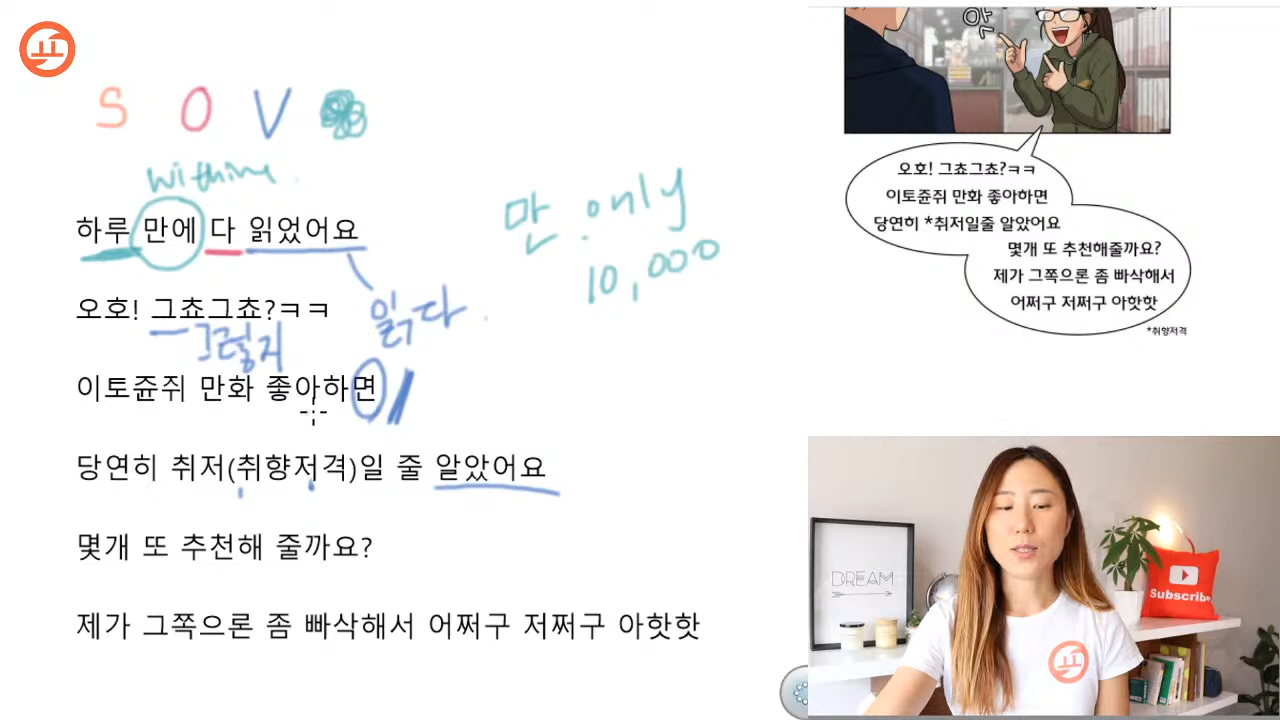 S O V
within
하루 만에 다 읽었어요
만 only
10,000
오호! 그쵸그쵸?ㅋㅋ
읽다
그렇지
이토쥰쥐 만화 좋아하면
당연히 취저(취향저격)일 줄 알았어요
몇개 또 추천해 줄까요?
제가 그쪽으론 좀 빠삭해서 어쩌구 저쩌구 아핫핫
오호! 그쵸그쵸?ㅋㅋ
이토쥰쥐 만화 좋아하면
당연히 *취저일줄 알았어요
몇개 또 추천해줄까요?
제가 그쪽으론 좀 빠삭해서
어쩌구 저쩌구 아핫핫
*취향저격
DREAM
Subscribe